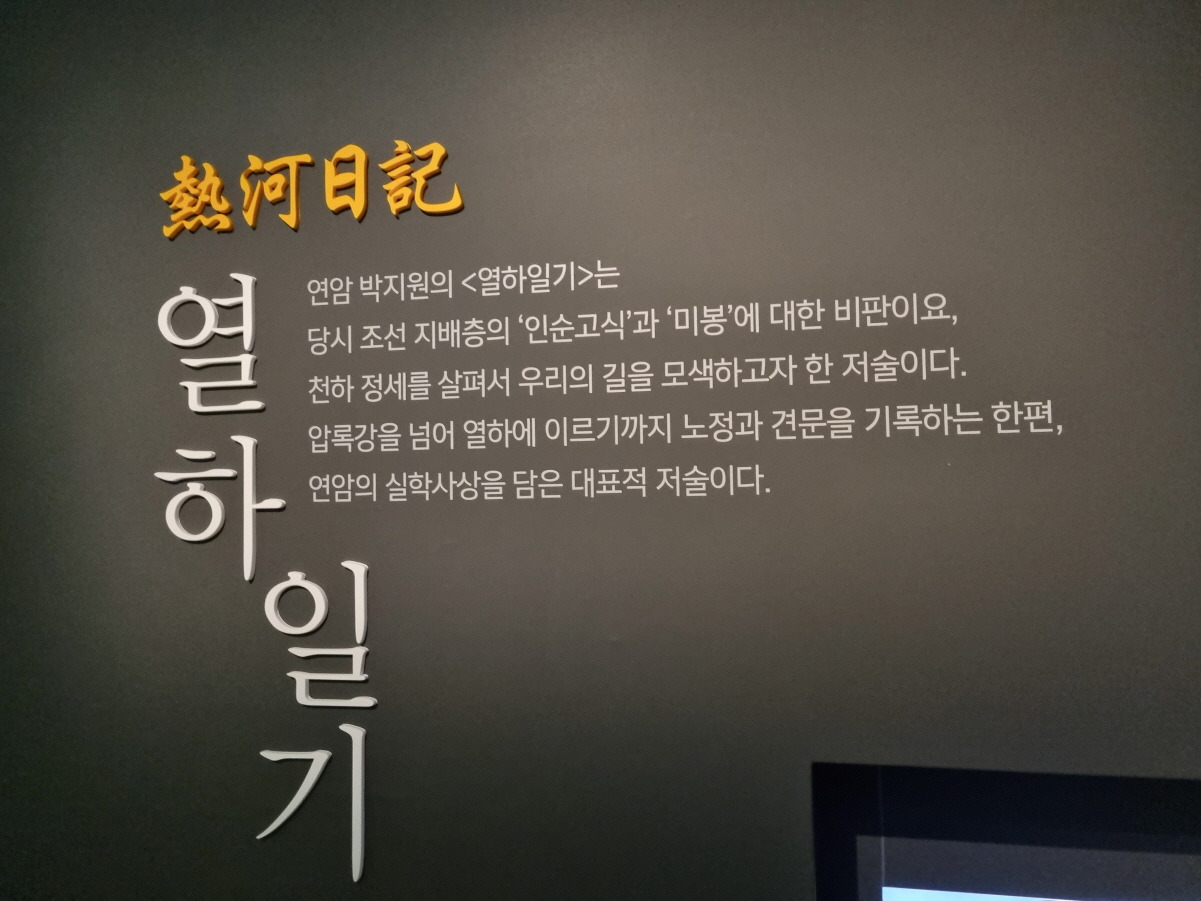 熱河日記
열하일기
연암 박지원의 <열하일기>는
당시 조선 지배층의 ‘인순고식’과 ‘미봉’에 대한 비판이요,
천하 정세를 살펴서 우리의 길을 모색하고자 한 저술이다.
압록강을 넘어 열하에 이르기까지 노정과 견문을 기록하는 한편,
연암의 실학사상을 담은 대표적 저술이다.